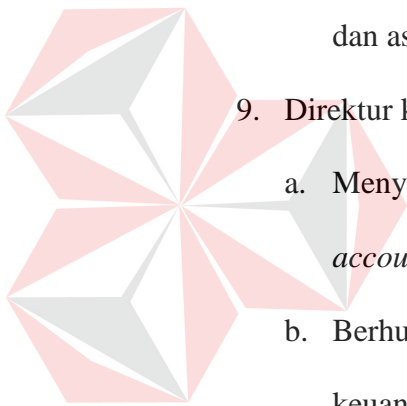 dan as
9. Direktur
a. Meny
accou
b. Berhu
keuan